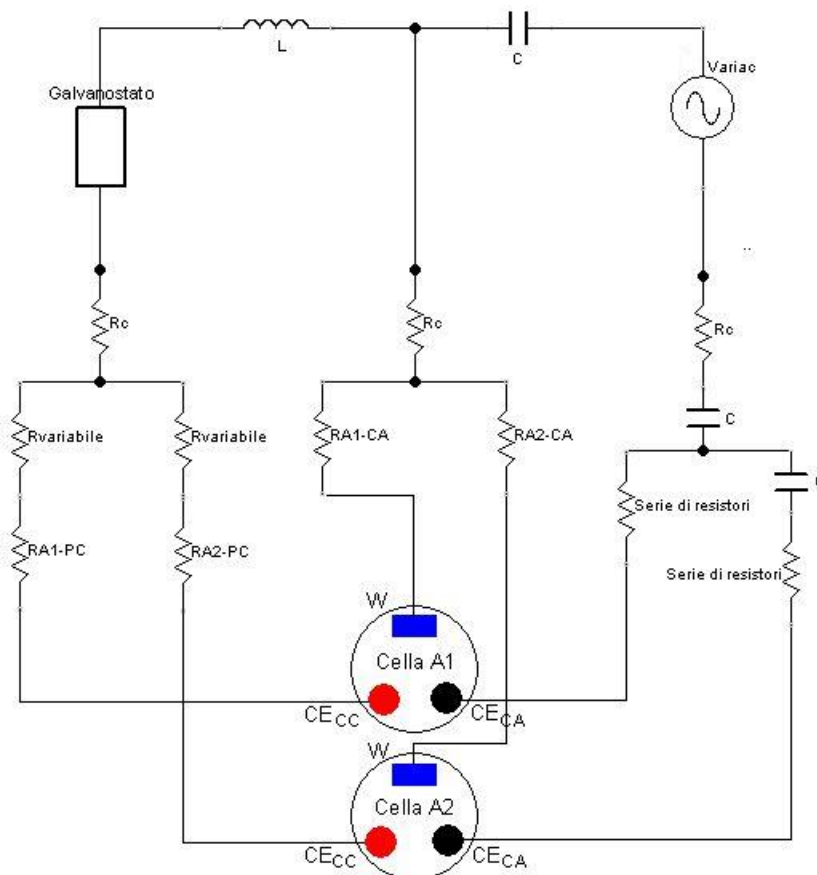 L
C
Variac
Galvanostato
Rc
Rc
Rc
C
Rvariabile
Rvariabile
RA1-CA
RA2-CA
Serie di resistori
RA1-PC
RA2-PC
Serie di resistori
W
Cella A1
CECC
CECA
W
Cella A2
CECC
CECA